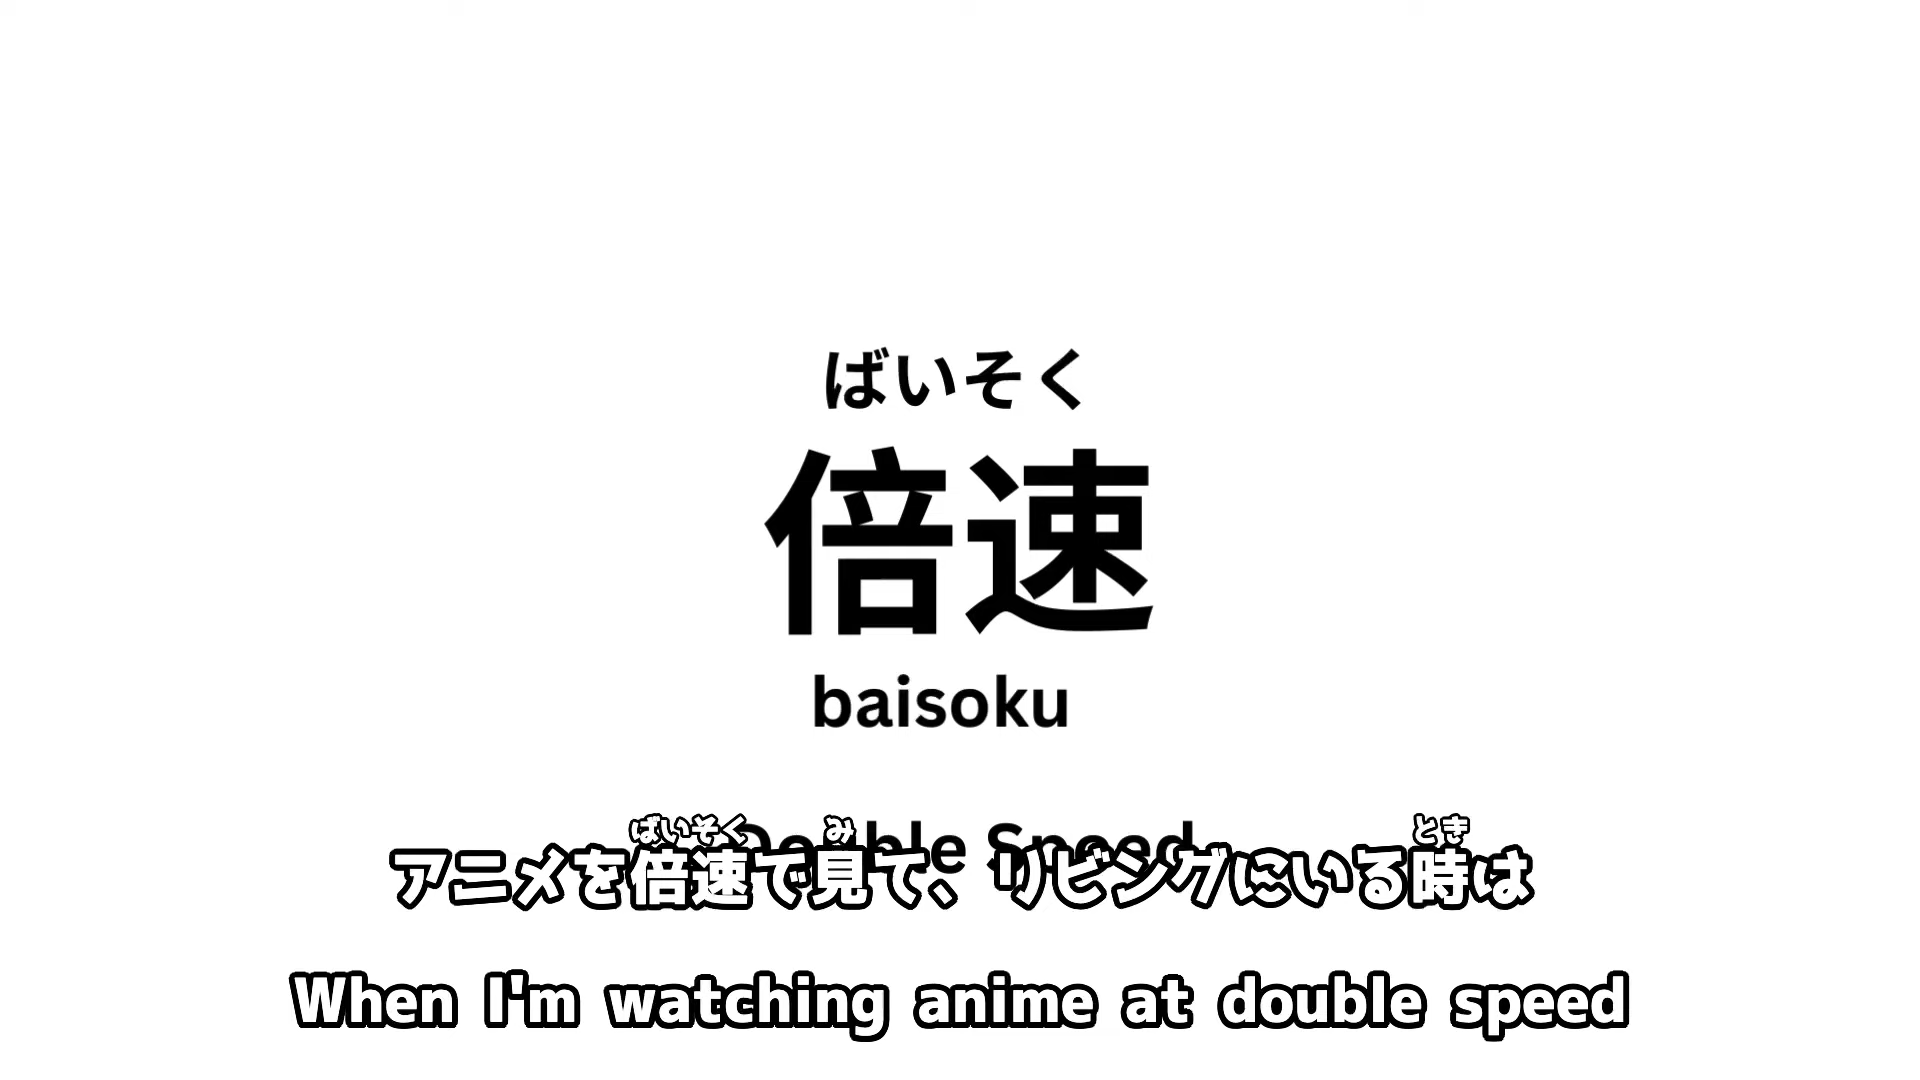 ばいそく
倍速
baisoku
Double Speed
ばいそく み とき
アニメを倍速で見て、リビングにいる時は
When I'm watching anime at double speed